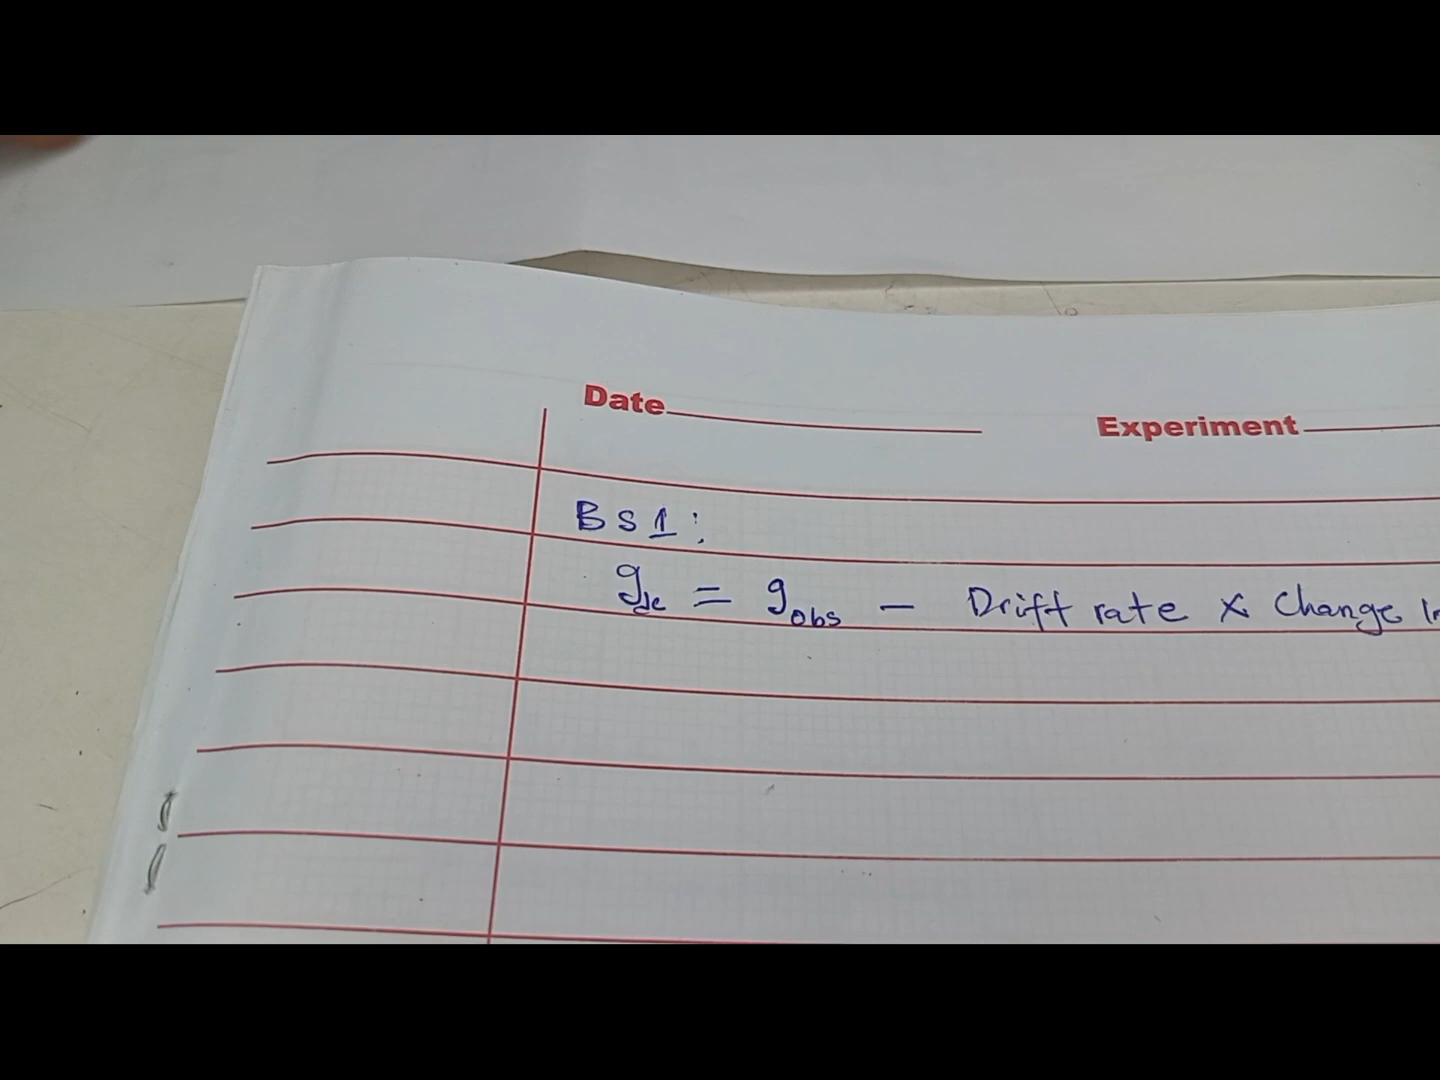 Date
Experiment
BS1:
gdc = gobs - Drift rate × Change